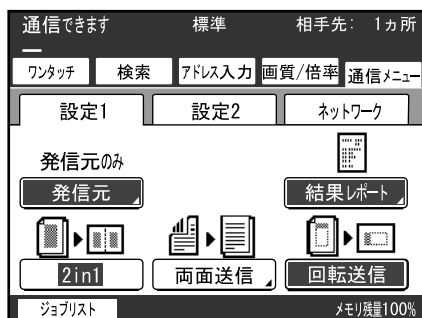 通信できます 標準 相手先: 1ヵ所
ワンタッチ 検索 アドレス入力 画質/倍率 通信メニュー
設定1 設定2 ネットワーク
発信元のみ
発信元 結果レポート
2in1 両面送信 回転送信
ジョブリスト メモリ残量100%